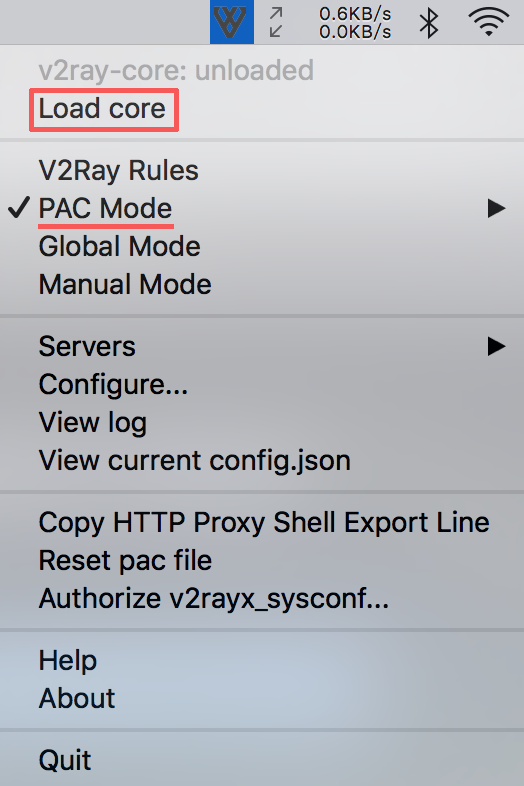 0.6KB/s
0.0KB/s
v2ray-core: unloaded
Load core
V2Ray Rules
PAC Mode
Global Mode
Manual Mode
Servers
Configure...
View log
View current config.json
Copy HTTP Proxy Shell Export Line
Reset pac file
Authorize v2rayx_sysconf...
Help
About
Quit